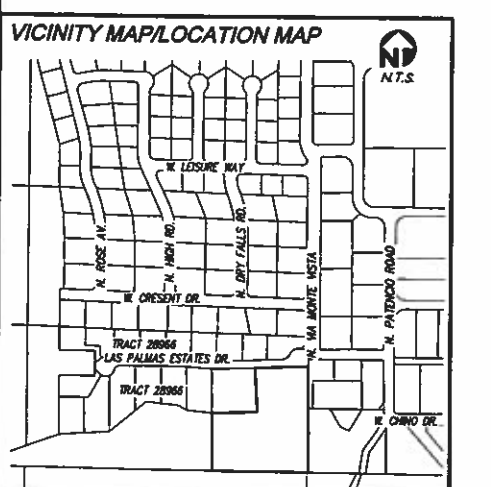 VICINITY MAP/LOCATION MAP
N
N.T.S.
W. LEISURE WAY
N. ROSE AV.
N. HIGH RD.
N. DRY FALLS RD.
N. VIA MONTE VISTA
N. PATENCIO ROAD
W. CRESENT DR.
TRACT 28966
LAS PALMAS ESTATES DR.
TRACT 28966
W. CHINO DR.